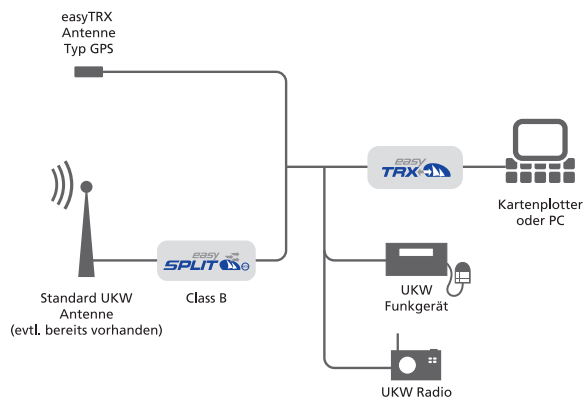 easyTRX
Antenne
Typ GPS
easy
TRX
Kartenplotter
oder PC
easy
SPLIT
Standard UKW
Antenne
(evtl. bereits vorhanden)
Class B
UKW
Funkgerät
UKW Radio